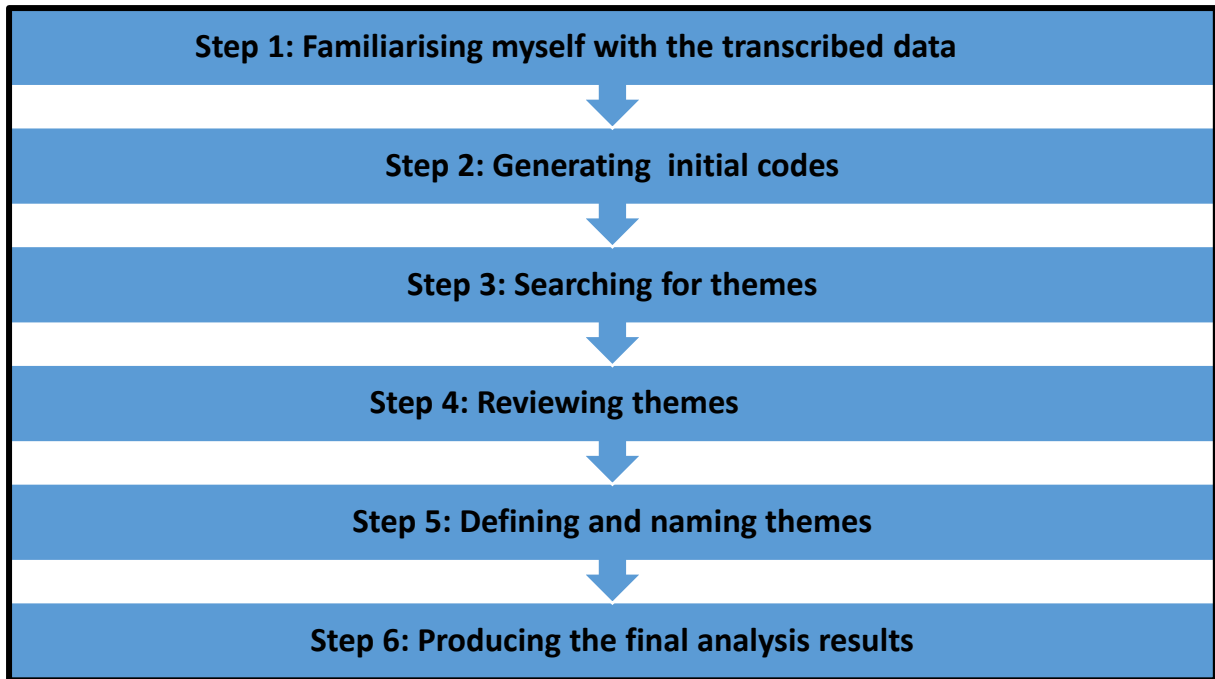 Step 1: Familiarising myself with the transcribed data
Step 2: Generating  initial codes
Step 3: Searching for themes
Step 4: Reviewing themes
Step 5: Defining and naming themes
Step 6: Producing the final analysis results